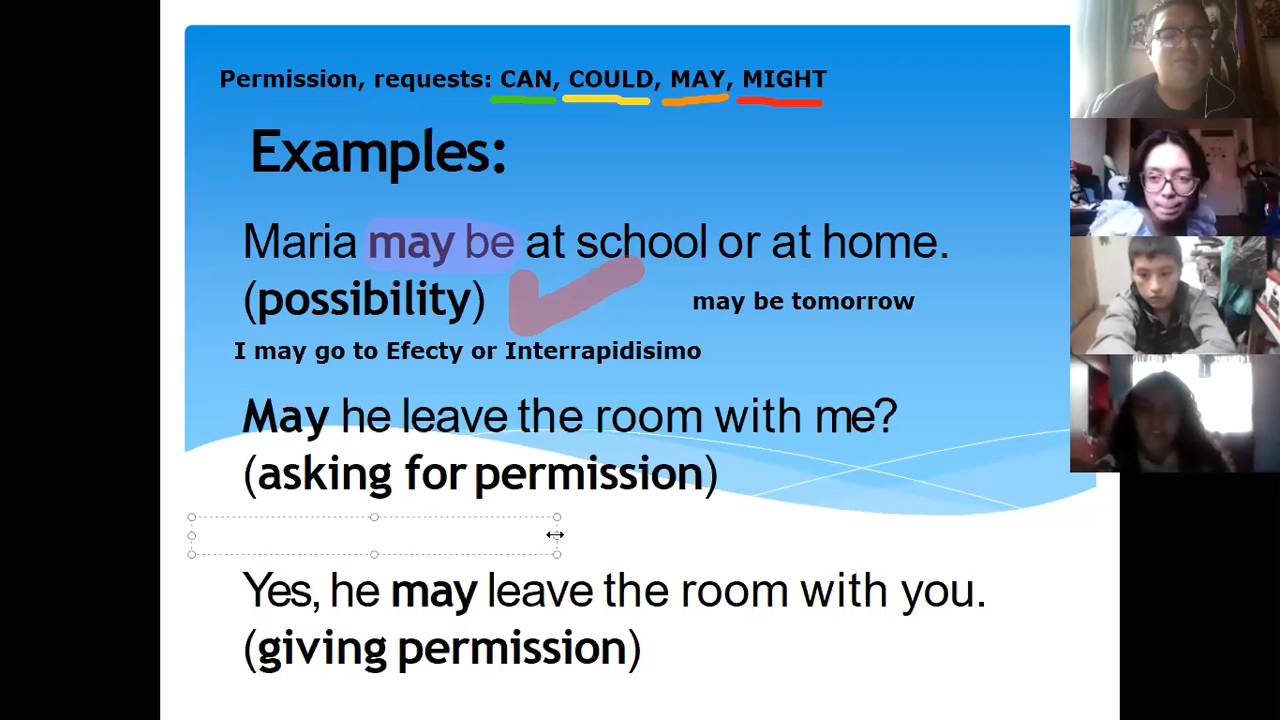 Permission, requests: CAN, COULD, MAY, MIGHT
Examples:
Maria may be at school or at home.
(possibility)
may be tomorrow
I may go to Efecty or Interrapidisimo
May he leave the room with me?
(asking for permission)
Yes, he may leave the room with you.
(giving permission)